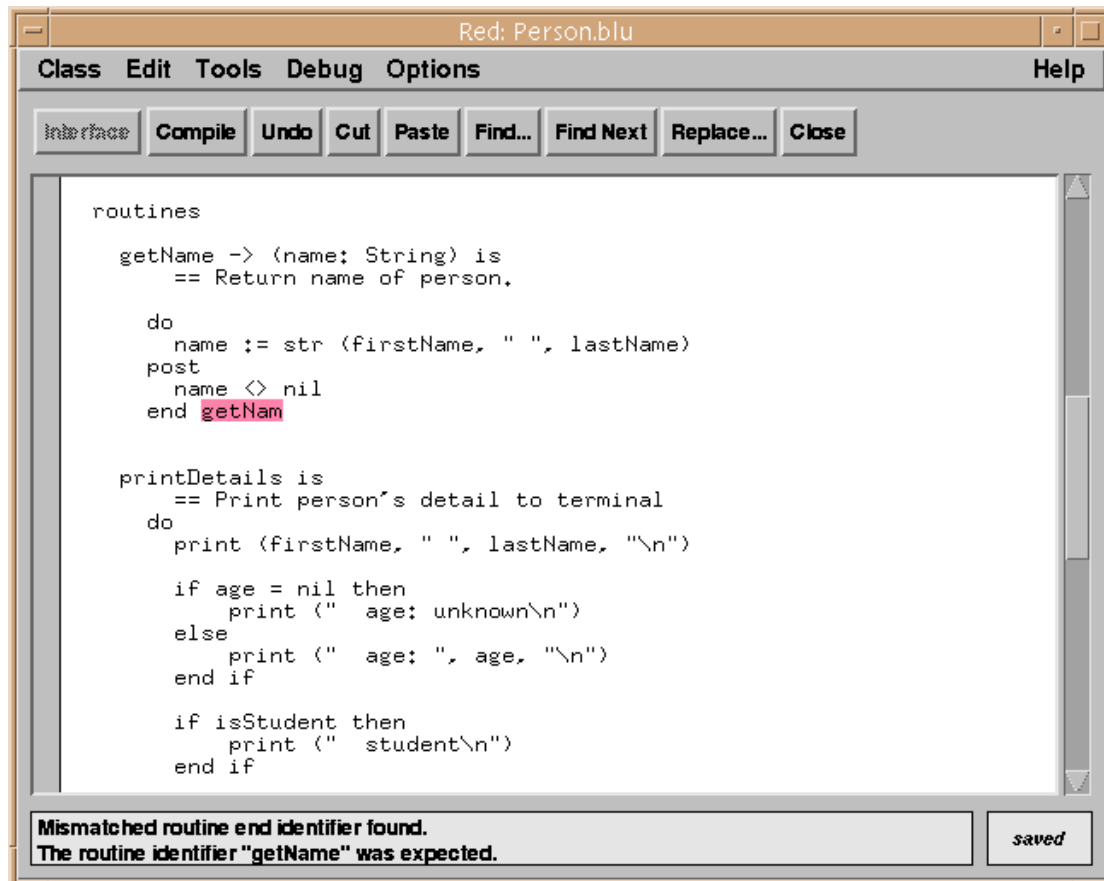 Red: Person.blu
Class Edit Tools Debug Options Help
Interface Compile Undo Cut Paste Find... Find Next Replace... Close
routines
getName -> (name: String) is
== Return name of person.
do
name := str (firstName, " ", lastName)
post
name <> nil
end getNam
printDetails is
== Print person's detail to terminal
do
print (firstName, " ", lastName, "\n")
if age = nil then
print ("  age: unknown\n")
else
print ("  age: ", age, "\n")
end if
if isStudent then
print ("  student\n")
end if
Mismatched routine end identifier found.
The routine identifier "getName" was expected.
saved